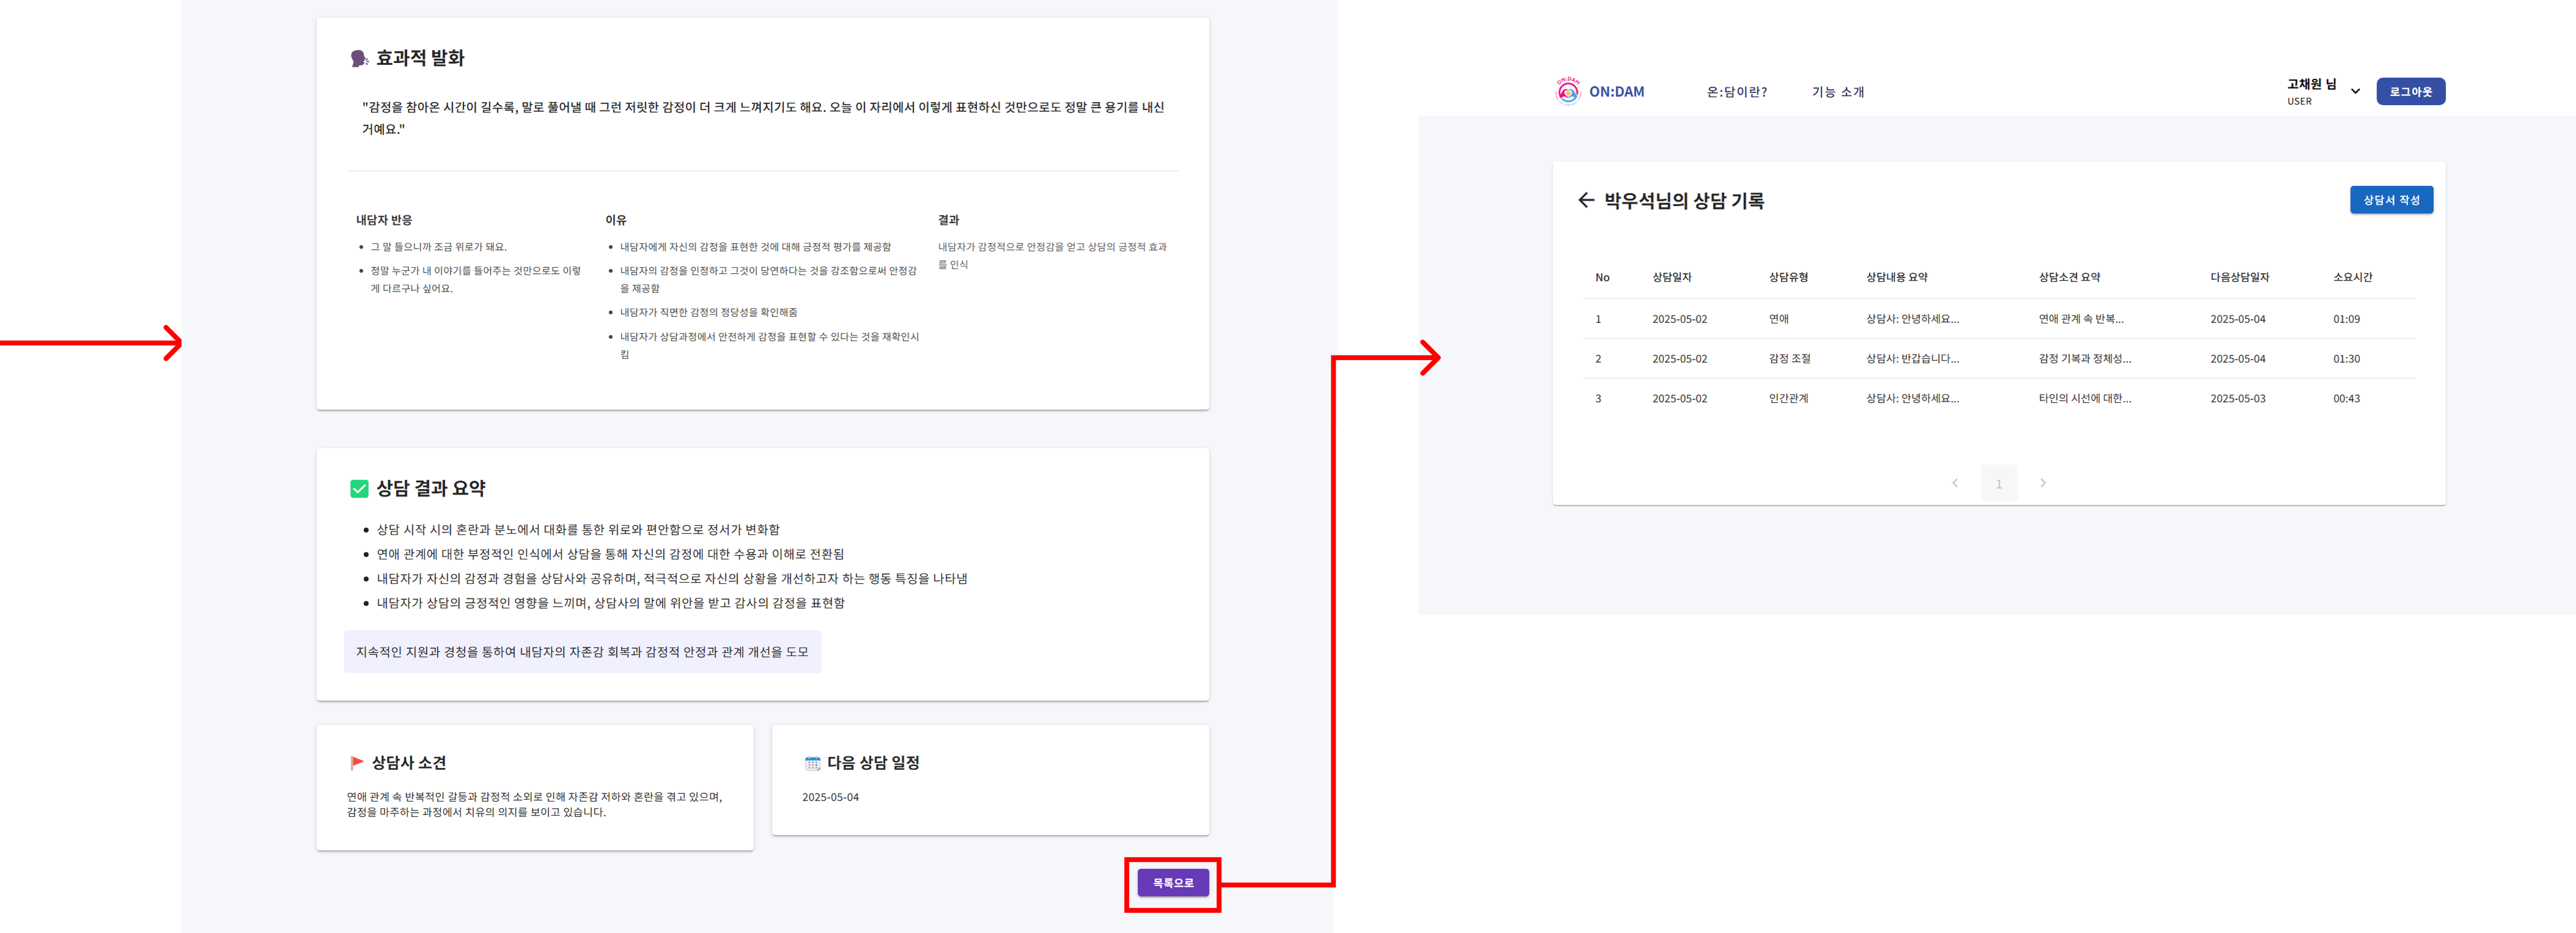 효과적 발화
"감정을 참아온 시간이 길수록, 말로 풀어낼 때 그런 저릿한 감정이 더 크게 느껴지기도 해요. 오늘 이 자리에서 이렇게 표현하신 것만으로도 정말 큰 용기를 내신
거예요."
내담자 반응
그 말 들으니까 조금 위로가 돼요.
정말 누군가 내 이야기를 들어주는 것만으로도 이렇
게 다르구나 싶어요.
이유
내담자에게 자신의 감정을 표현한 것에 대해 긍정적 평가를 제공함
내담자의 감정을 인정하고 그것이 당연하다는 것을 강조함으로써 안정감
을 제공함
내담자가 직면한 감정의 정당성을 확인해줌
내담자가 상담과정에서 안전하게 감정을 표현할 수 있다는 것을 재확인시
킴
결과
내담자가 감정적으로 안정감을 얻고 상담의 긍정적 효과
를 인식
상담 결과 요약
상담 시작 시의 혼란과 분노에서 대화를 통한 위로와 편안함으로 정서가 변화함
연애 관계에 대한 부정적인 인식에서 상담을 통해 자신의 감정에 대한 수용과 이해로 전환됨
내담자가 자신의 감정과 경험을 상담사와 공유하며, 적극적으로 자신의 상황을 개선하고자 하는 행동 특징을 나타냄
내담자가 상담의 긍정적인 영향을 느끼며, 상담사의 말에 위안을 받고 감사의 감정을 표현함
지속적인 지원과 경청을 통하여 내담자의 자존감 회복과 감정적 안정과 관계 개선을 도모
상담사 소견
연애 관계 속 반복적인 갈등과 감정적 소외로 인해 자존감 저하와 혼란을 겪고 있으며,
감정을 마주하는 과정에서 치유의 의지를 보이고 있습니다.
다음 상담 일정
2025-05-04
목록으로
ON:DAM
ON:DAM 온:담이란? 기능 소개 고채원 님 로그아웃
USER
박우석님의 상담 기록 상담서 작성
No 상담일자 상담유형 상담내용 요약 상담소견 요약 다음상담일자 소요시간
1 2025-05-02 연애 상담사: 안녕하세요... 연애 관계 속 반복... 2025-05-04 01:09
2 2025-05-02 감정 조절 상담사: 반갑습니다... 감정 기복과 정체성... 2025-05-04 01:30
3 2025-05-02 인간관계 상담사: 안녕하세요... 타인의 시선에 대한... 2025-05-03 00:43
1